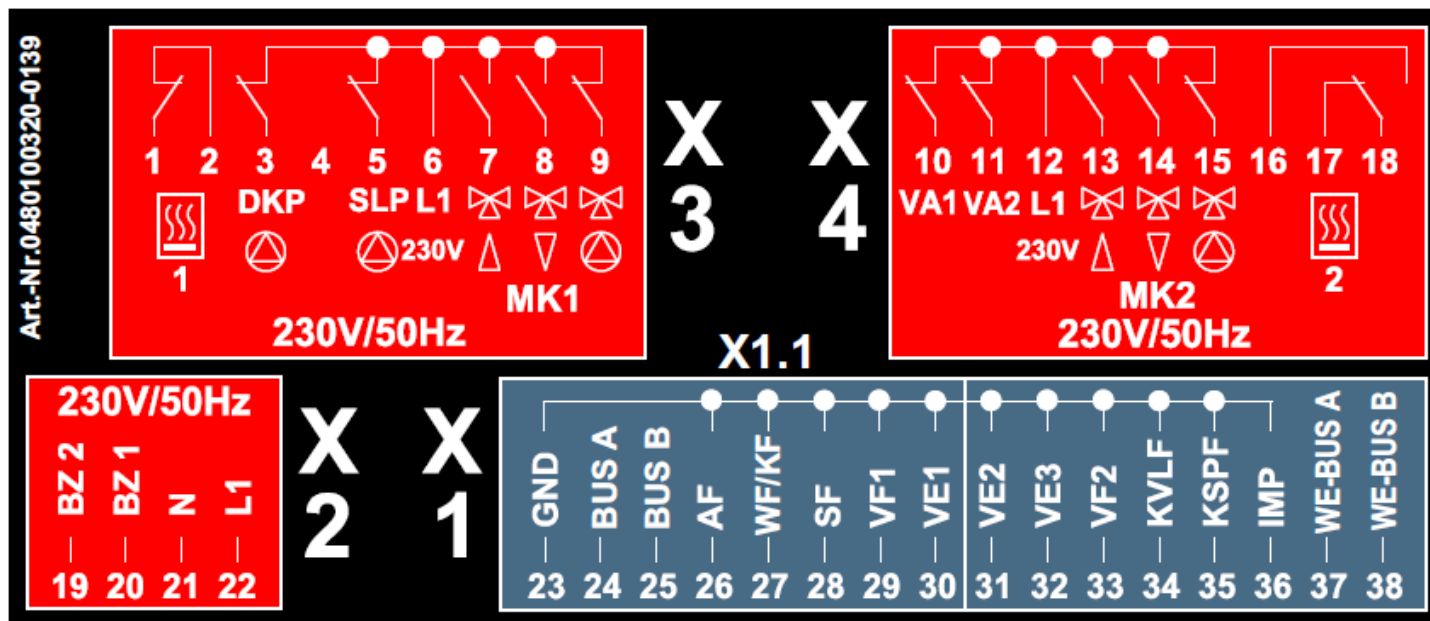 Art.-Nr.0480100320-0139
1 2 3 4 5 6 7 8 9
DKP SLP L1
230V
1
MK1
230V/50Hz
X 3
X 4
10 11 12 13 14 15 16 17 18
VA1 VA2 L1
230V
2
MK2
230V/50Hz
X1.1
230V/50Hz
BZ 2 BZ 1 N L1
19 20 21 22
X 2
X 1
GND BUS A BUS B AF WF/KF SF VF1 VE1 VE2 VE3 VF2 KVLF KSPF IMP WE-BUS A WE-BUS B
23 24 25 26 27 28 29 30 31 32 33 34 35 36 37 38